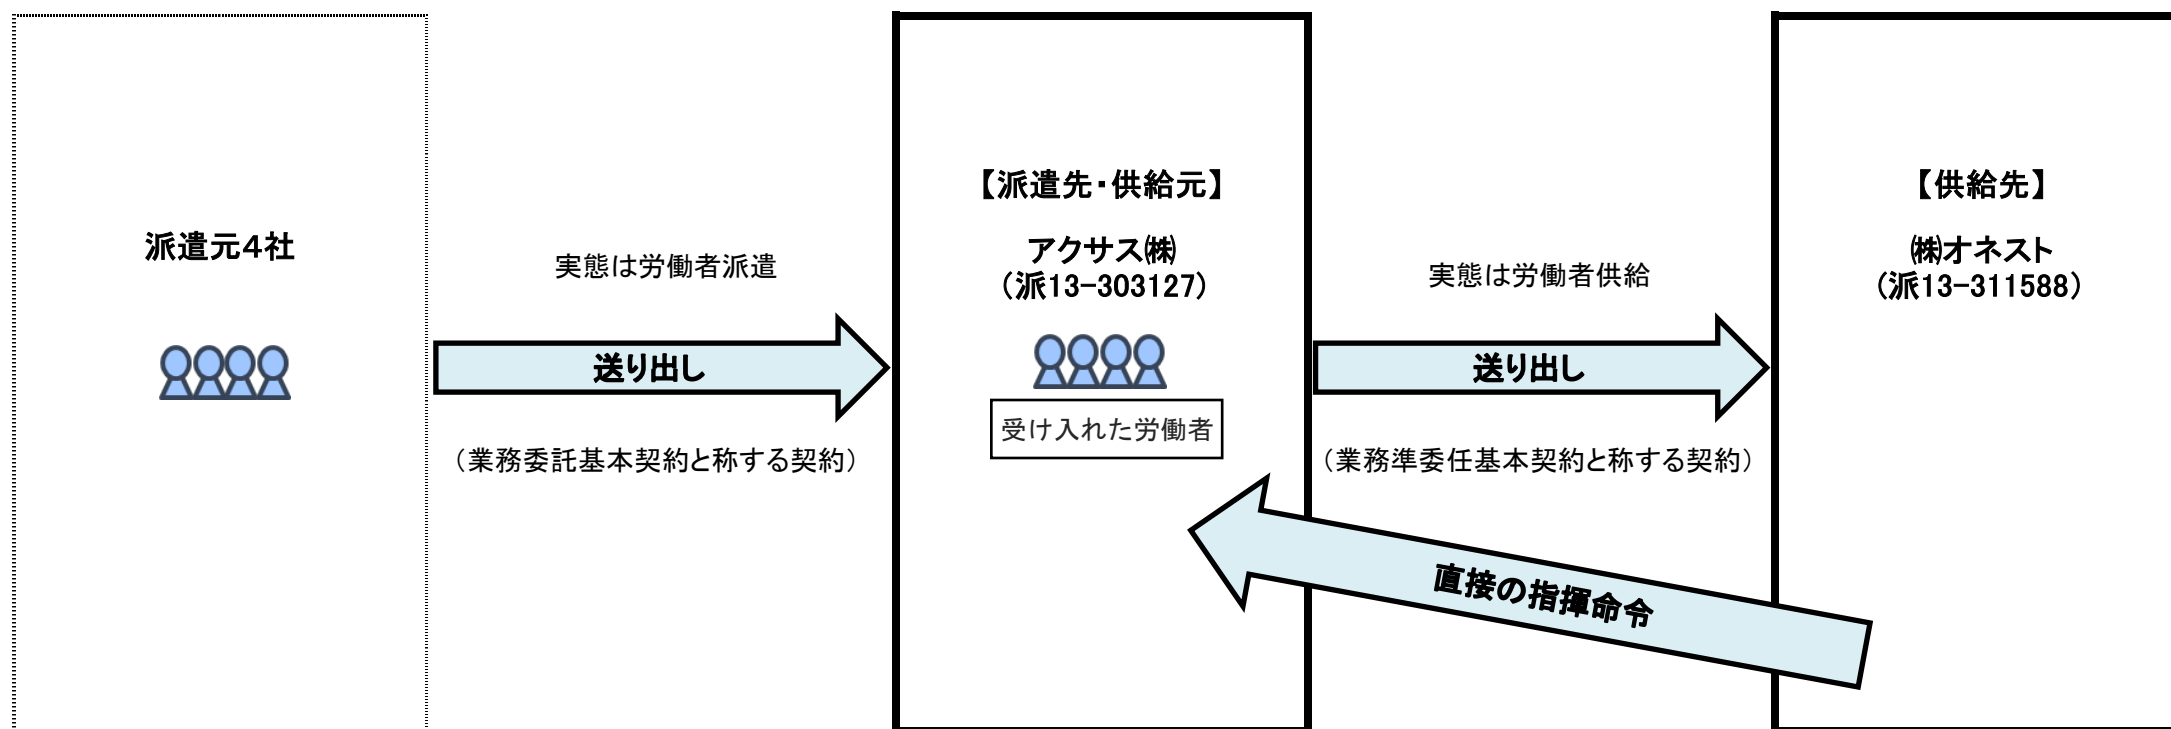 派遣元4社
実態は労働者派遣
送り出し
(業務委託基本契約と称する契約)
【派遣先・供給元】
アクサス㈱
(派13-303127)
受け入れた労働者
実態は労働者供給
送り出し
(業務準委任基本契約と称する契約)
直接の指揮命令
【供給先】
㈱オネスト
(派13-311588)